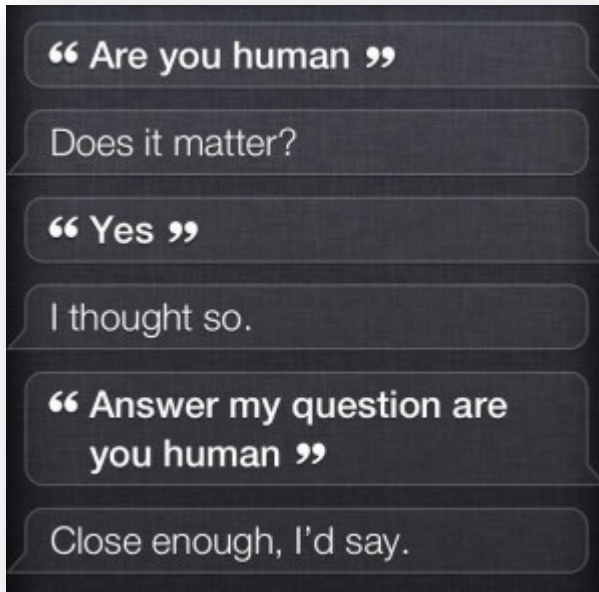 “ Are you human ”
Does it matter?
“ Yes ”
I thought so.
“ Answer my question are
you human ”
Close enough, I’d say.